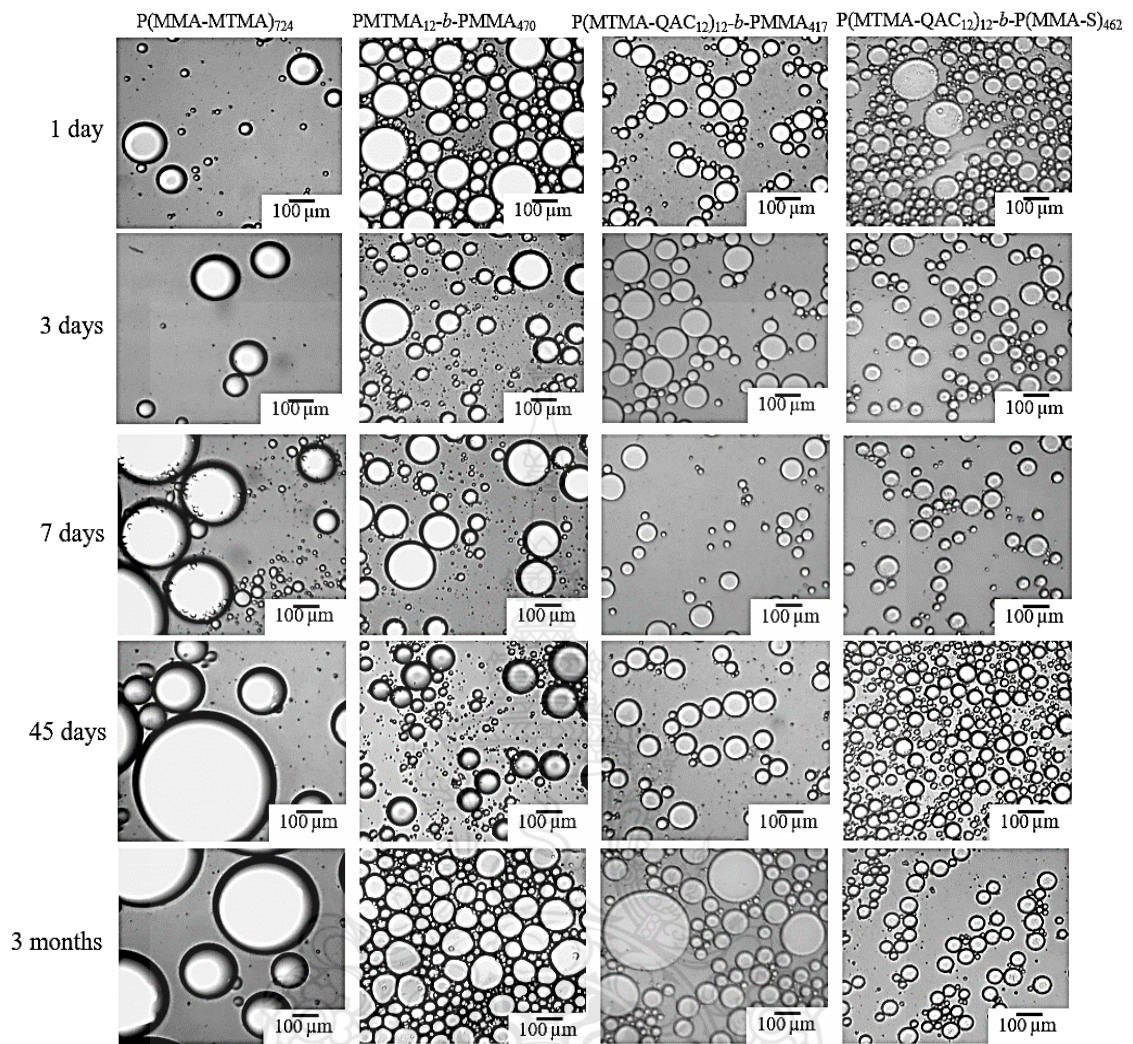 P(MMA-MTMA)₇₂₄ PMTMA₁₂-b-PMMA₄₇₀ P(MTMA-QAC₁₂)₁₂-b-PMMA₄₁₇ P(MTMA-QAC₁₂)₁₂-b-P(MMA-S)₄₆₂
1 day
100 µm 100 µm 100 µm 100 µm
3 days
100 µm 100 µm 100 µm 100 µm
7 days
100 µm 100 µm 100 µm 100 µm
45 days
100 µm 100 µm 100 µm 100 µm
3 months
100 µm 100 µm 100 µm 100 µm